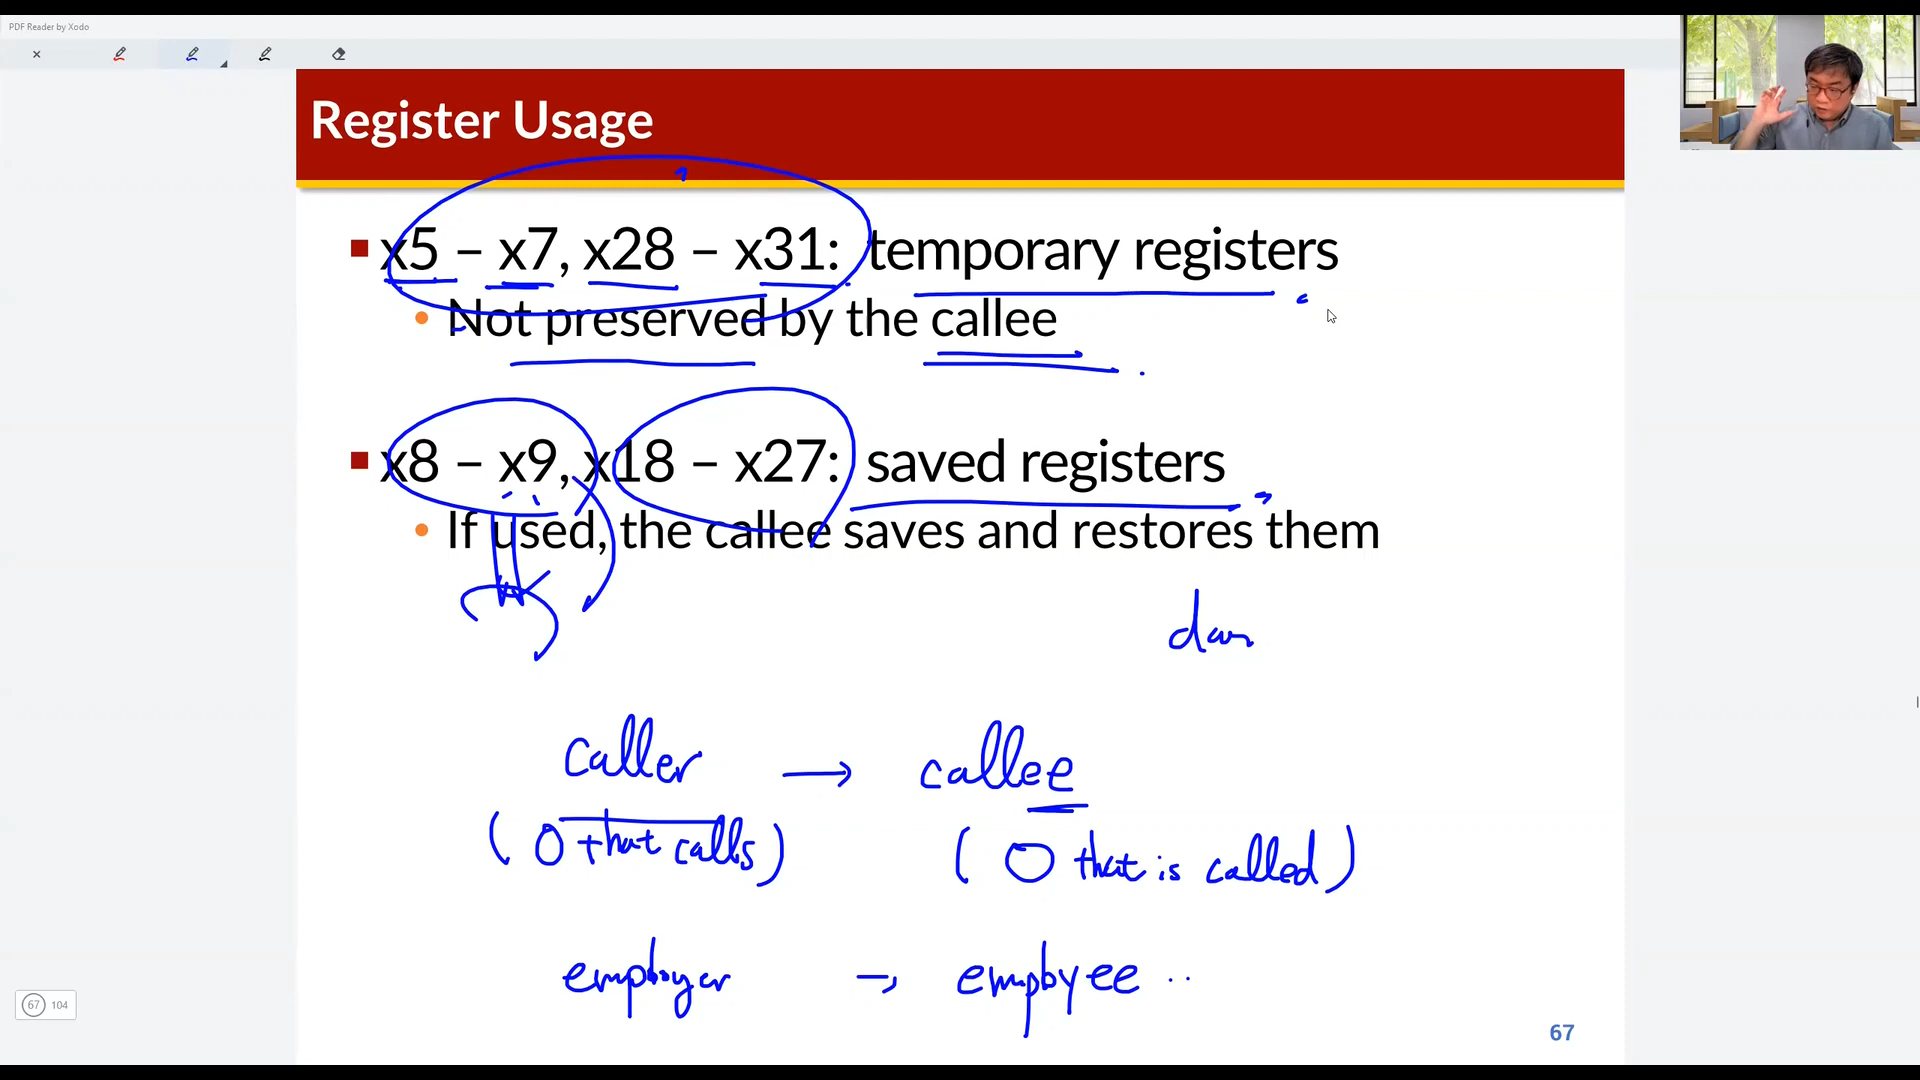 PDF Reader by Xodo
Register Usage
x5 – x7, x28 – x31: temporary registers
Not preserved by the callee
x8 – x9, x18 – x27: saved registers
If used, the callee saves and restores them
caller → callee
( O that calls ) ( O that is called )
employer → employee ..
67 104
67